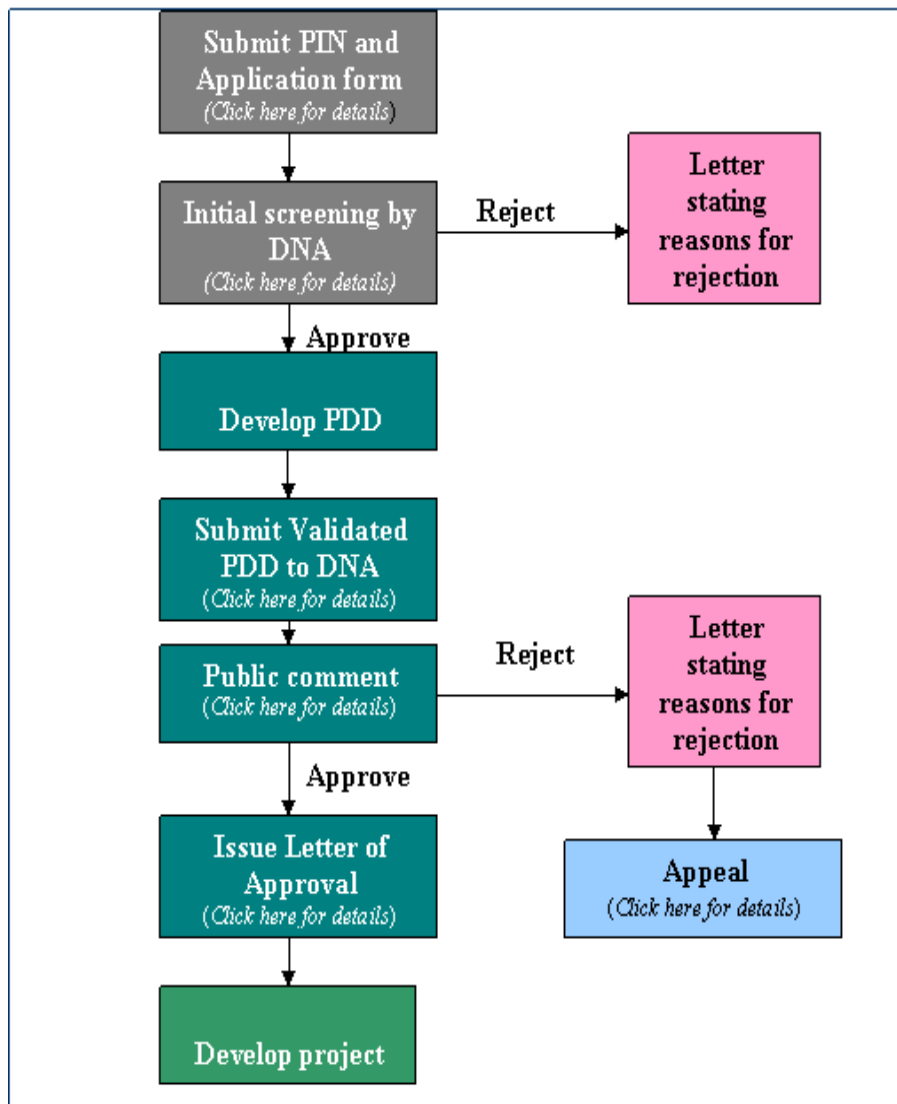 Submit PIN and
Application form
(Click here for details)
Initial screening by
DNA
(Click here for details)
Reject
Letter
stating
reasons for
rejection
Approve
Develop PDD
Submit Validated
PDD to DNA
(Click here for details)
Public comment
(Click here for details)
Reject
Letter
stating
reasons for
rejection
Approve
Issue Letter of
Approval
(Click here for details)
Appeal
(Click here for details)
Develop project